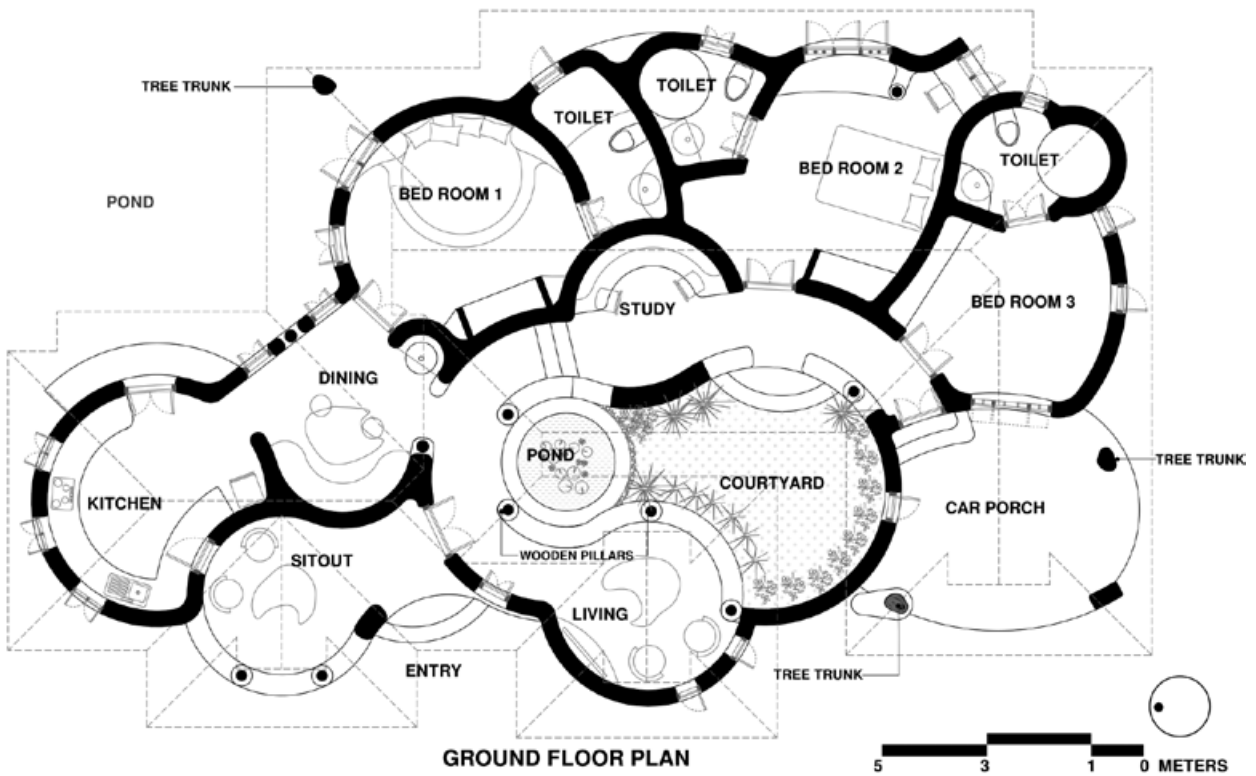 TREE TRUNK
TOILET
TOILET
POND
BED ROOM 1
BED ROOM 2
TOILET
STUDY
BED ROOM 3
DINING
POND
COURTYARD
TREE TRUNK
KITCHEN
CAR PORCH
SITOUT
WOODEN PILLARS
LIVING
ENTRY
TREE TRUNK
GROUND FLOOR PLAN
5 3 1 0 METERS